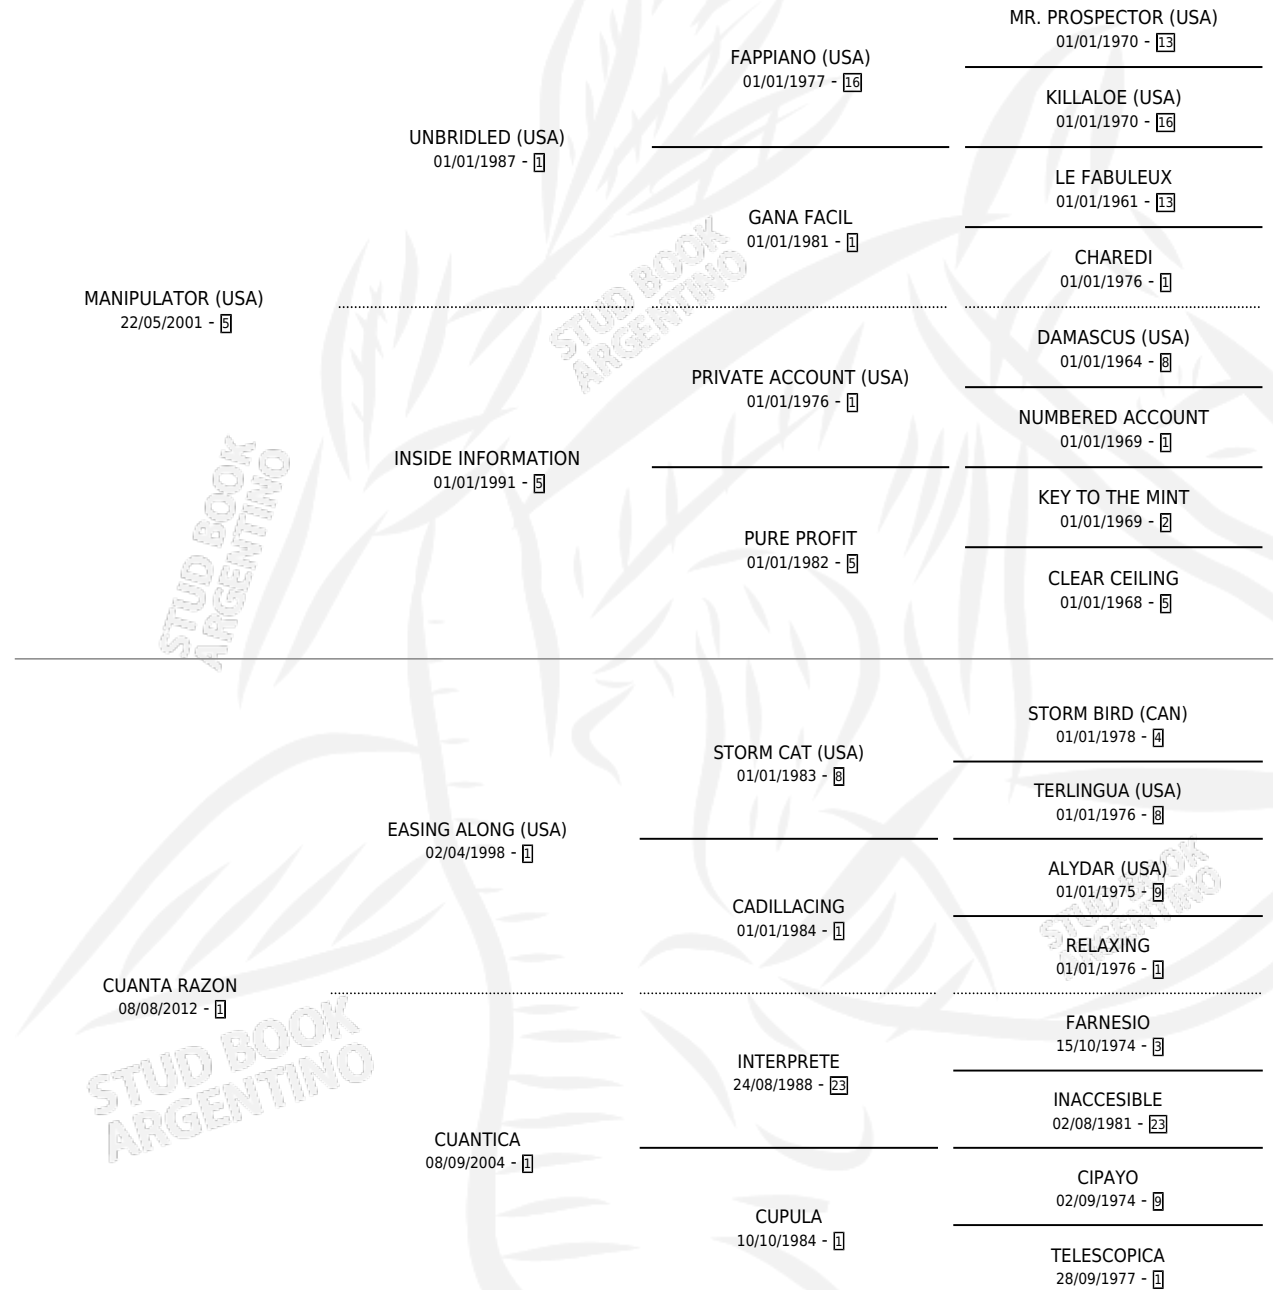 MR. PROSPECTOR (USA)
01/01/1970 - 13
FAPPIANO (USA)
01/01/1977 - 16
KILLALOE (USA)
01/01/1970 - 16
UNBRIDLED (USA)
01/01/1987 - 1
LE FABULEUX
01/01/1961 - 13
GANA FACIL
01/01/1981 - 1
CHAREDI
01/01/1976 - 1
MANIPULATOR (USA)
22/05/2001 - 5
DAMASCUS (USA)
01/01/1964 - 8
PRIVATE ACCOUNT (USA)
01/01/1976 - 1
NUMBERED ACCOUNT
01/01/1969 - 1
INSIDE INFORMATION
01/01/1991 - 5
KEY TO THE MINT
01/01/1969 - 2
PURE PROFIT
01/01/1982 - 5
CLEAR CEILING
01/01/1968 - 5
STORM BIRD (CAN)
01/01/1978 - 4
STORM CAT (USA)
01/01/1983 - 8
TERLINGUA (USA)
01/01/1976 - 8
EASING ALONG (USA)
02/04/1998 - 1
ALYDAR (USA)
01/01/1975 - 9
CADILLACING
01/01/1984 - 1
RELAXING
01/01/1976 - 1
CUANTA RAZON
08/08/2012 - 1
FARNESIO
15/10/1974 - 3
INTERPRETE
24/08/1988 - 23
INACCESIBLE
02/08/1981 - 23
CUANTICA
08/09/2004 - 1
CIPAYO
02/09/1974 - 9
CUPULA
10/10/1984 - 1
TELESCOPICA
28/09/1977 - 1
STUD BOOK
ARGENTINO
STUD BOOK
ARGENTINO
STUD BOOK
ARGENTINO
STUD BOOK
ARGENTINO